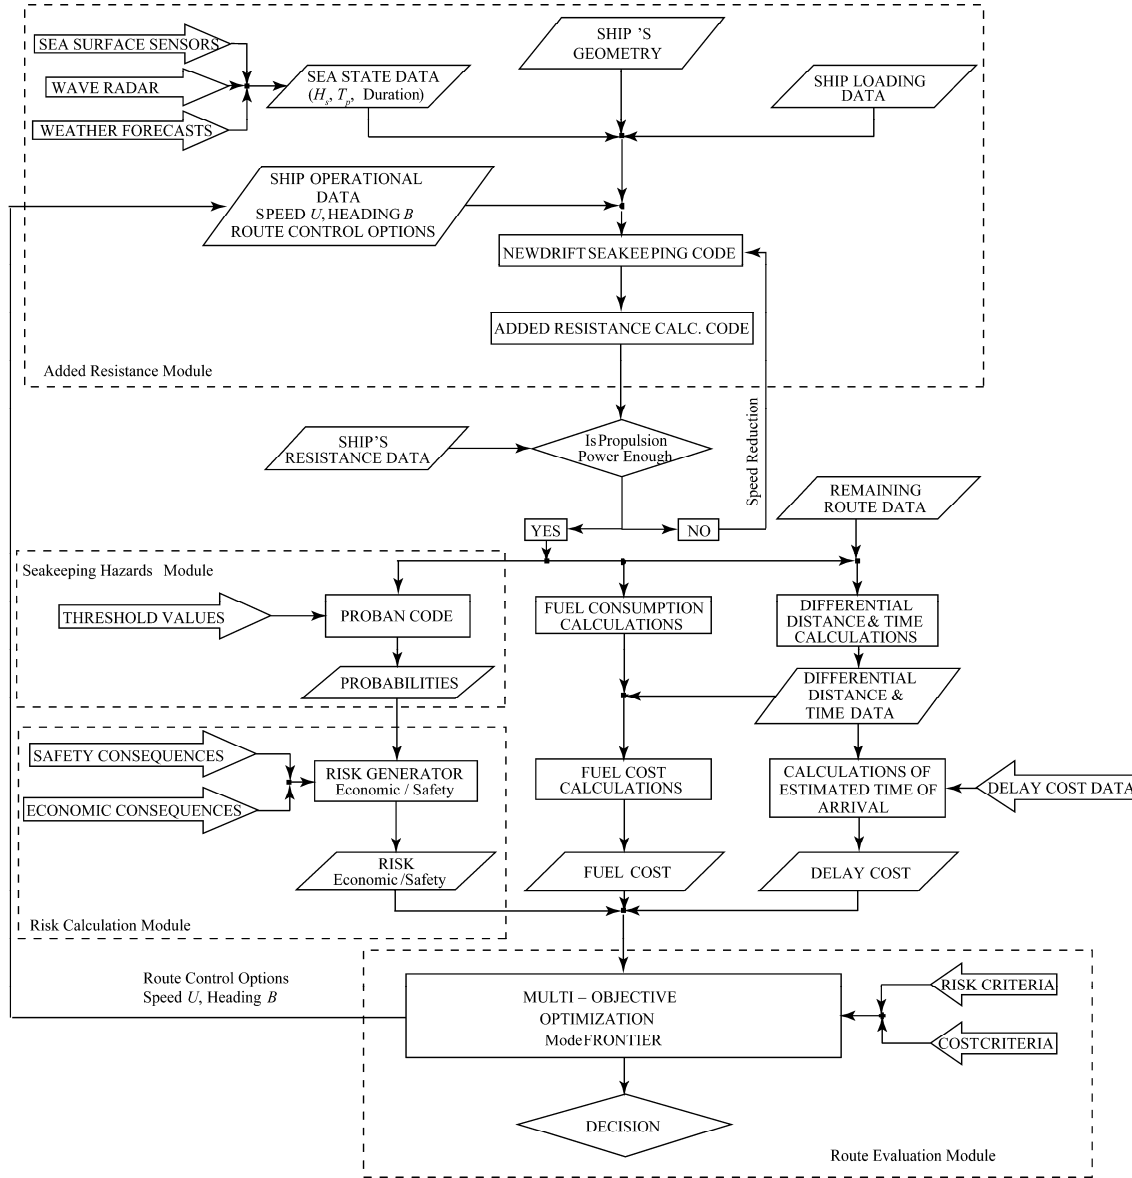 SEA SURFACE SENSORS
WAVE RADAR
WEATHER FORECASTS
SEA STATE DATA
(Hs, Tp, Duration)
SHIP 'S
GEOMETRY
SHIP LOADING
DATA
SHIP OPERATIONAL
DATA
SPEED U, HEADING B
ROUTE CONTROL OPTIONS
NEWDRIFT SEAKEEPING CODE
ADDED RESISTANCE CALC. CODE
Added Resistance Module
SHIP'S
RESISTANCE DATA
Is Propulsion
Power Enough
Speed Reduction
YES
NO
REMAINING
ROUTE DATA
Seakeeping Hazards Module
THRESHOLD VALUES
PROBAN CODE
PROBABILITIES
FUEL CONSUMPTION
CALCULATIONS
DIFFERENTIAL
DISTANCE & TIME
CALCULATIONS
DIFFERENTIAL
DISTANCE &
TIME DATA
SAFETY CONSEQUENCES
ECONOMIC CONSEQUENCES
RISK GENERATOR
Economic / Safety
FUEL COST
CALCULATIONS
CALCULATIONS OF
ESTIMATED TIME OF
ARRIVAL
DELAY COST DATA
RISK
Economic /Safety
FUEL COST
DELAY COST
Risk Calculation Module
Route Control Options
Speed U, Heading B
MULTI – OBJECTIVE
OPTIMIZATION
ModeFRONTIER
RISK CRITERIA
COST CRITERIA
DECISION
Route Evaluation Module